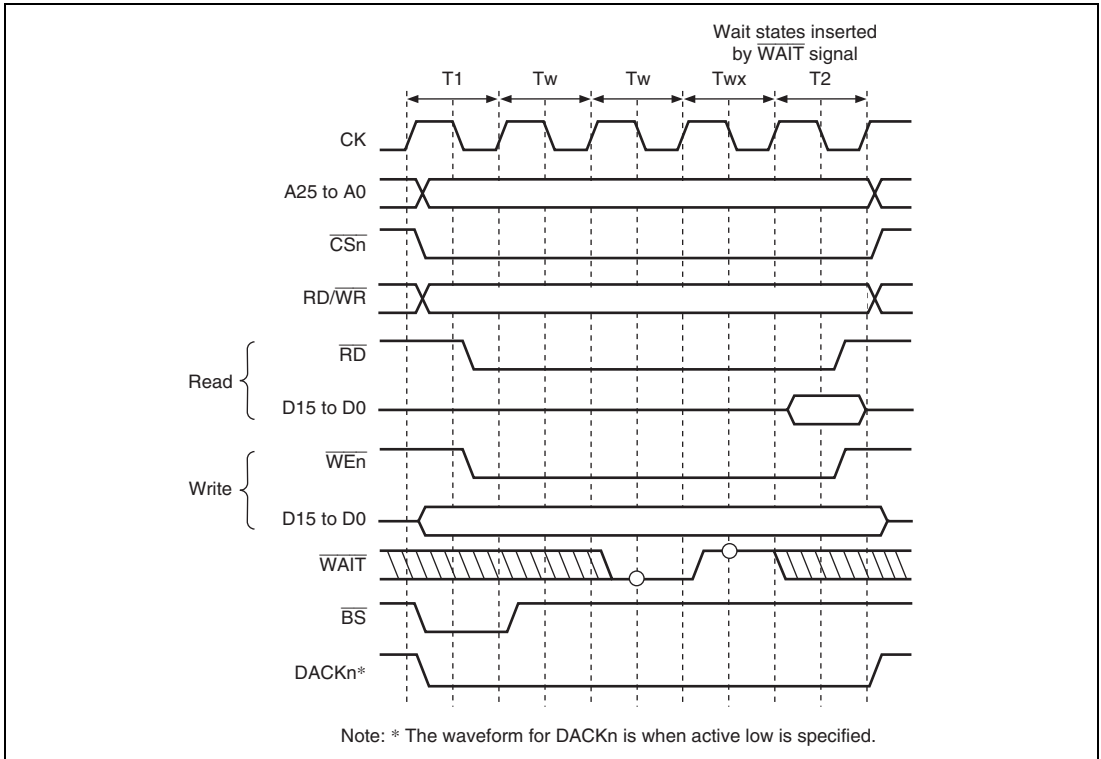 Wait states inserted
by WAIT signal
T1 Tw Tw Twx T2
CK
A25 to A0
CSn
RD/WR
Read
RD
D15 to D0
Write
WEn
D15 to D0
WAIT
BS
DACKn*
Note: * The waveform for DACKn is when active low is specified.